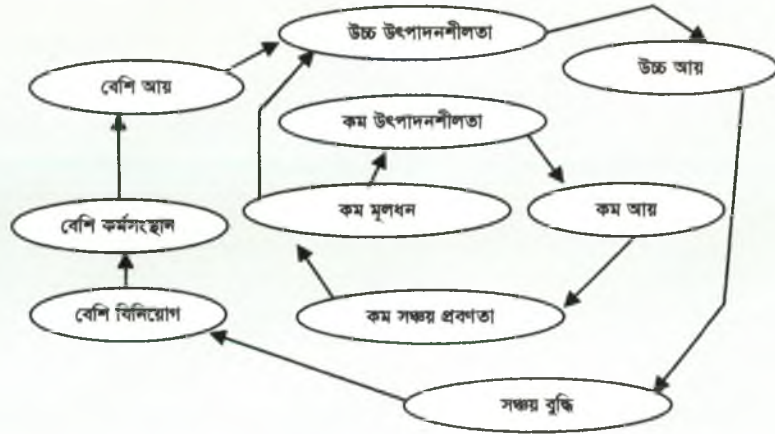 উচ্চ উৎপাদনশীলতা
উচ্চ আয়
বেশি আয়
কম উৎপাদনশীলতা
কম মূলধন
কম আয়
বেশি কর্মসংস্থান
বেশি বিনিয়োগ
কম সঞ্চয় প্রবণতা
সঞ্চয় বৃদ্ধি